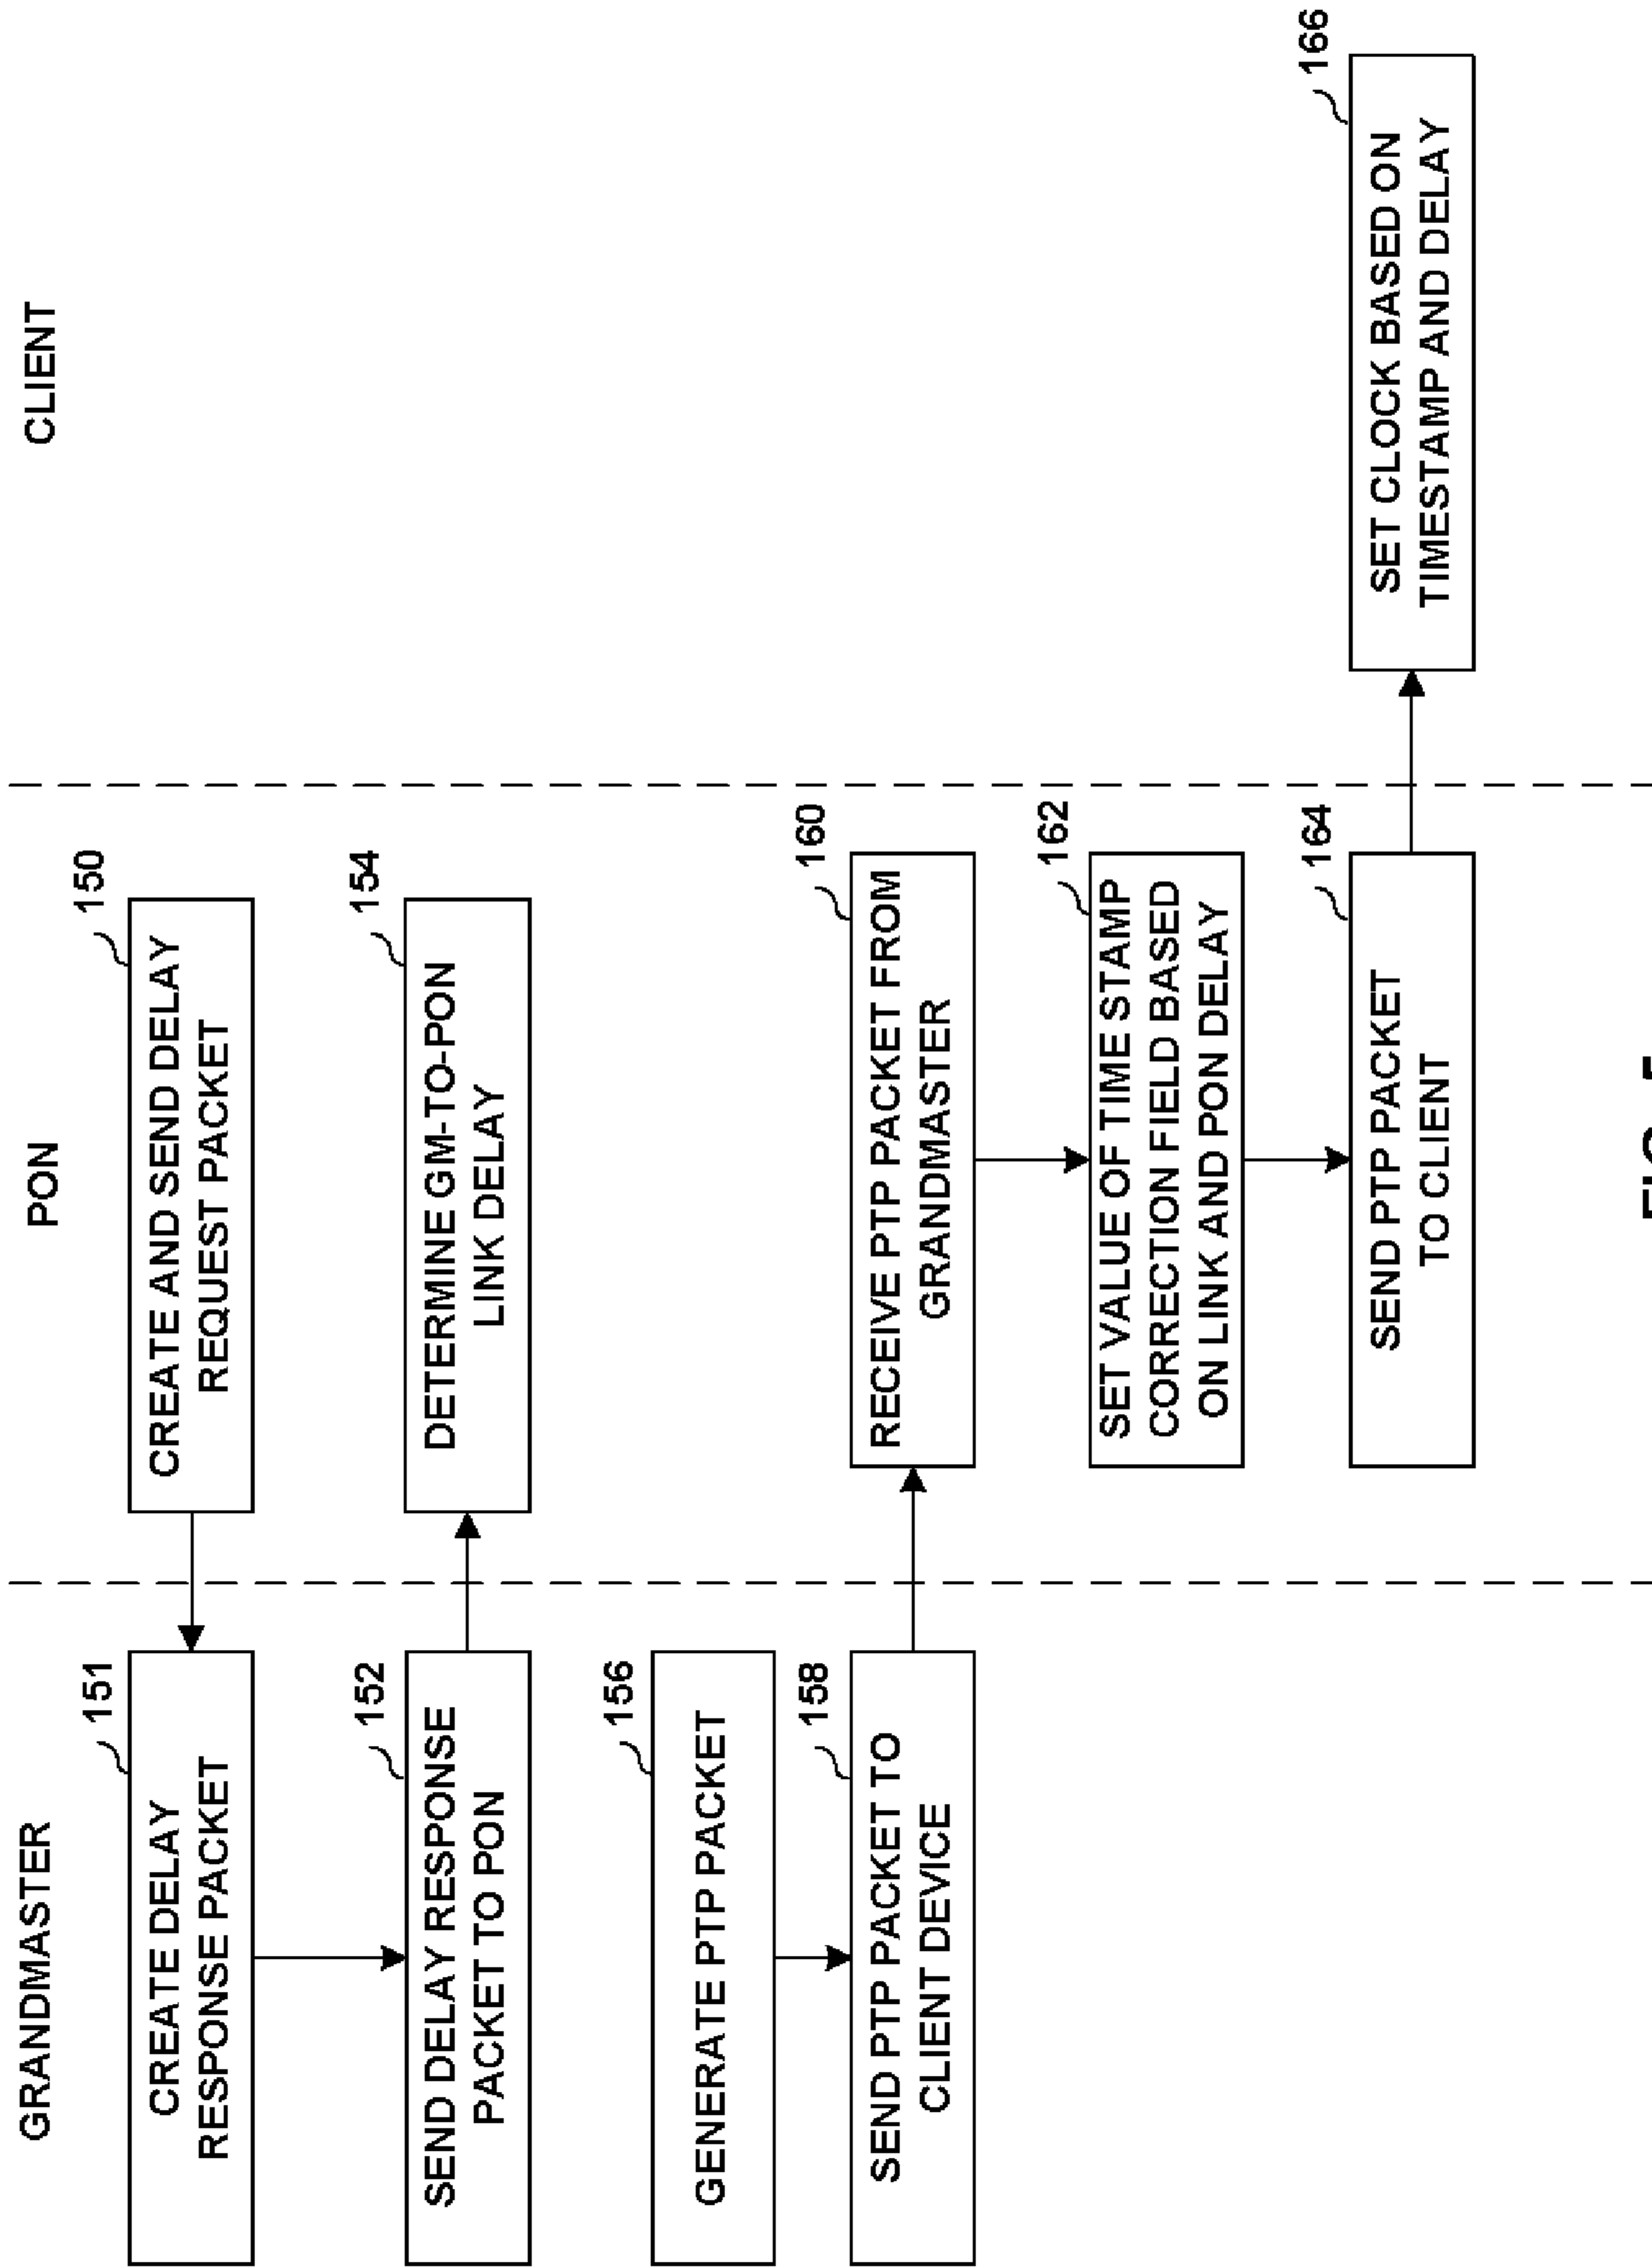 GRANDMASTER
PON
CLIENT
150
CREATE AND SEND DELAY
REQUEST PACKET
151
CREATE DELAY
RESPONSE PACKET
152
SEND DELAY RESPONSE
PACKET TO PON
154
DETERMINE GM-TO-PON
LINK DELAY
156
GENERATE PTP PACKET
158
SEND PTP PACKET TO
CLIENT DEVICE
160
RECEIVE PTP PACKET FROM
GRANDMASTER
162
SET VALUE OF TIME STAMP
CORRECTION FIELD BASED
ON LINK AND PON DELAY
164
SEND PTP PACKET
TO CLIENT
166
SET CLOCK BASED ON
TIMESTAMP AND DELAY